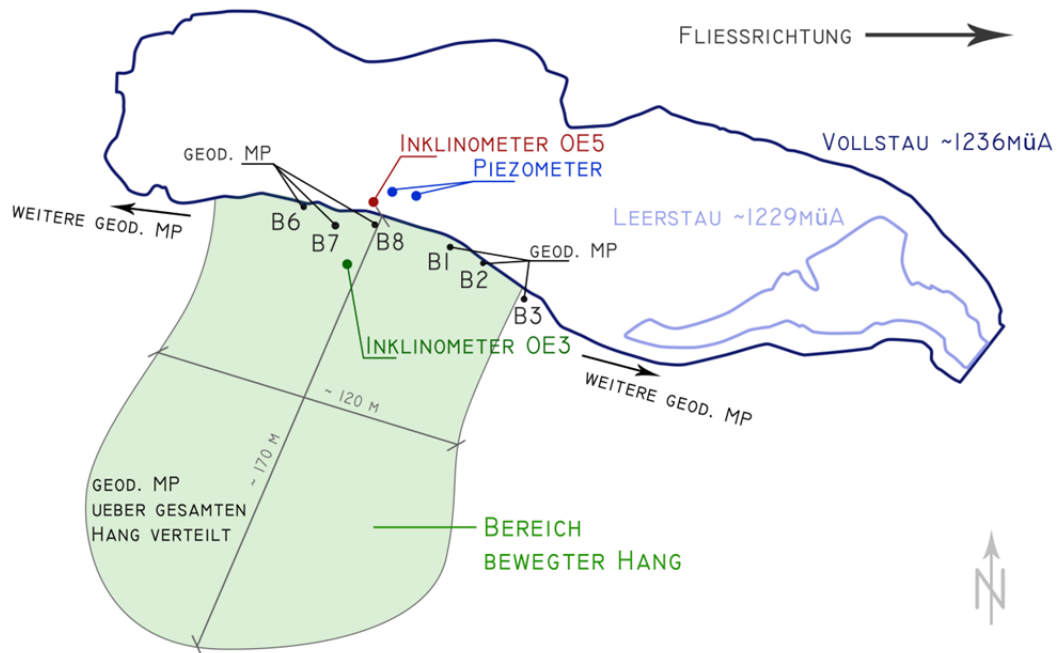 FLIESSRICHTUNG
VOLLSTAU ~1236MÜA
INKLINOMETER OE5
GEOD. MP
PIEZOMETER
LEERSTAU ~1229MÜA
WEITERE GEOD. MP
B6
B7
B8
B1
B2
GEOD. MP
B3
INKLINOMETER OE3
WEITERE GEOD. MP
~ 120 M
~ 170 M
GEOD. MP
UEBER GESAMTEN
HANG VERTEILT
BEREICH
BEWEGTER HANG
N